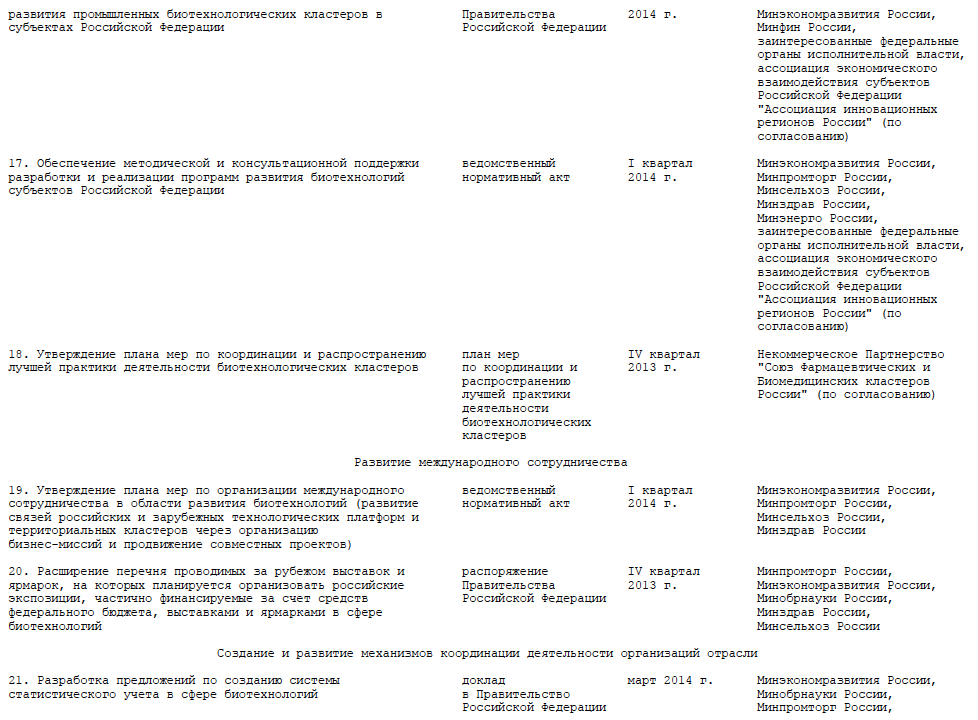 развития промышленных биотехнологических кластеров в Правительства 2014 г. Минэкономразвития России,
субъектах Российской Федерации Российской Федерации Минфин России,
заинтересованные федеральные
органы исполнительной власти,
ассоциация экономического
взаимодействия субъектов
Российской Федерации
"Ассоциация инновационных
регионов России" (по
согласованию)
17. Обеспечение методической и консультационной поддержки ведомственный I квартал Минэкономразвития России,
разработки и реализации программ развития биотехнологий нормативный акт 2014 г. Минпромторг России,
субъектов Российской Федерации Минсельхоз России,
Минздрав России,
Минэнерго России,
заинтересованные федеральные
органы исполнительной власти,
ассоциация экономического
взаимодействия субъектов
Российской Федерации
"Ассоциация инновационных
регионов России" (по
согласованию)
18. Утверждение плана мер по координации и распространению план мер IV квартал Некоммерческое Партнерство
лучшей практики деятельности биотехнологических кластеров по координации и 2013 г. "Союз Фармацевтических и
распространению Биомедицинских кластеров
лучшей практики России" (по согласованию)
деятельности
биотехнологических
кластеров
Развитие международного сотрудничества
19. Утверждение плана мер по организации международного ведомственный I квартал Минэкономразвития России,
сотрудничества в области развития биотехнологий (развитие нормативный акт 2014 г. Минпромторг России,
связей российских и зарубежных технологических платформ и Минсельхоз России,
территориальных кластеров через организацию Минздрав России
бизнес-миссий и продвижение совместных проектов)
20. Расширение перечня проводимых за рубежом выставок и распоряжение IV квартал Минпромторг России,
ярмарок, на которых планируется организовать российские Правительства 2013 г. Минэкономразвития России,
экспозиции, частично финансируемые за счет средств Российской Федерации Минобрнауки России,
федерального бюджета, выставками и ярмарками в сфере Минздрав России,
биотехнологий Минсельхоз России
Создание и развитие механизмов координации деятельности организаций отрасли
21. Разработка предложений по созданию системы доклад март 2014 г. Минэкономразвития России,
статистического учета в сфере биотехнологий в Правительство Минобрнауки России,
Российской Федерации Минпромторг России,